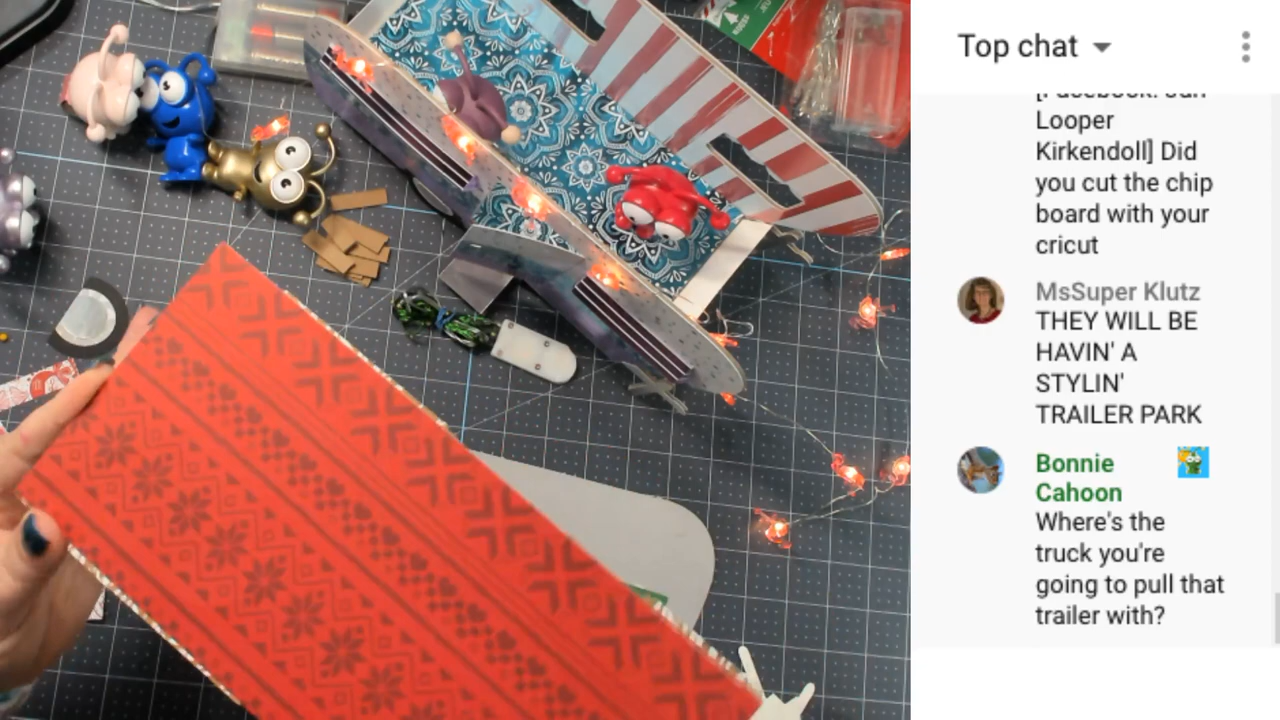 Top chat
Looper
Kirkendoll] Did
you cut the chip
board with your
cricut
MsSuper Klutz
THEY WILL BE
HAVIN' A
STYLIN'
TRAILER PARK
Bonnie
Cahoon
Where's the
truck you're
going to pull that
trailer with?